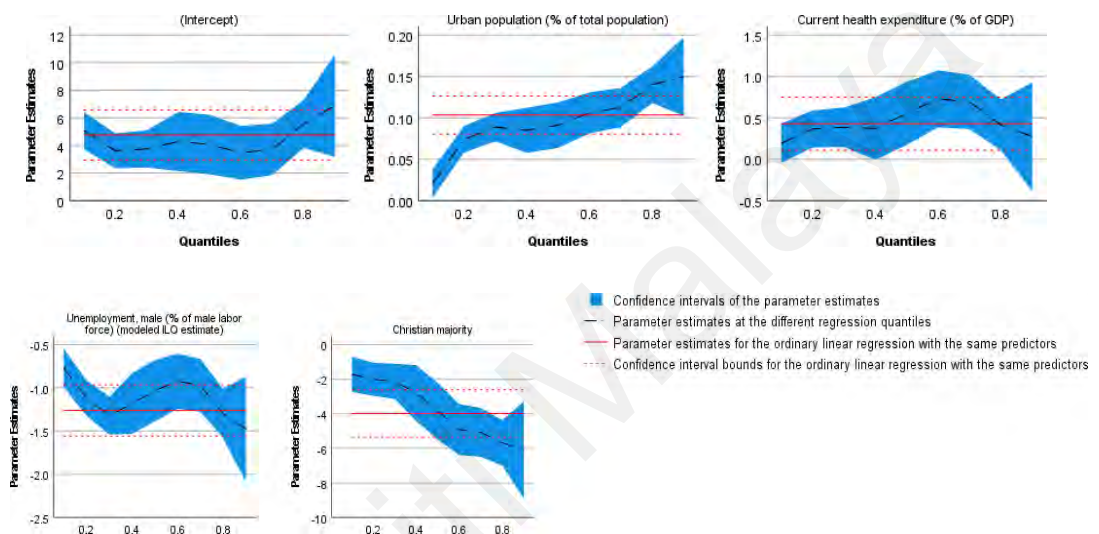 (Intercept)
Parameter Estimates
12
10
8
6
4
2
0
0.2 0.4 0.6 0.8
Quantiles
Urban population (% of total population)
Parameter Estimates
0.20
0.15
0.10
0.05
0.00
0.2 0.4 0.6 0.8
Quantiles
Current health expenditure (% of GDP)
Parameter Estimates
1.5
1.0
0.5
0.0
-0.5
0.2 0.4 0.6 0.8
Quantiles
Unemployment, male (% of male labor
force) (modeled ILO estimate)
Parameter Estimates
-0.5
-1.0
-1.5
-2.0
-2.5
0.2 0.4 0.6 0.8
Christian majority
Parameter Estimates
0
-2
-4
-6
-8
-10
0.2 0.4 0.6 0.8
Confidence intervals of the parameter estimates
Parameter estimates at the different regression quantiles
Parameter estimates for the ordinary linear regression with the same predictors
Confidence interval bounds for the ordinary linear regression with the same predictors
iti Malaya